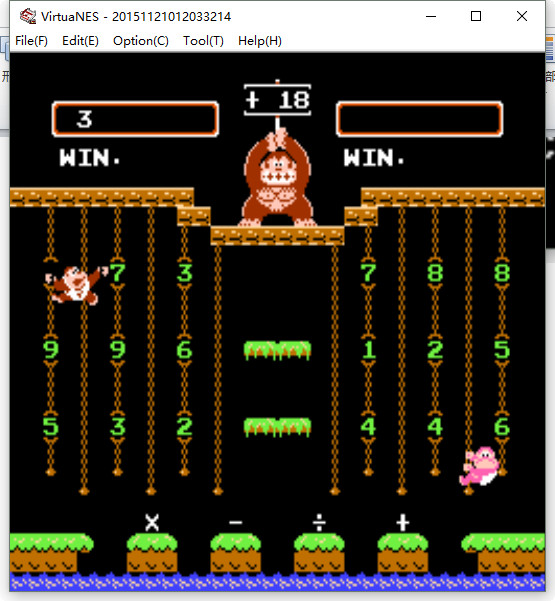 VirtuaNES - 20151121012033214
File(F) Edit(E) Option(C) Tool(T) Help(H)
+ 18
3
WIN. WIN.
7 3 7 8 8
9 9 6 1 2 5
5 3 2 4 4 6
× - ÷ +